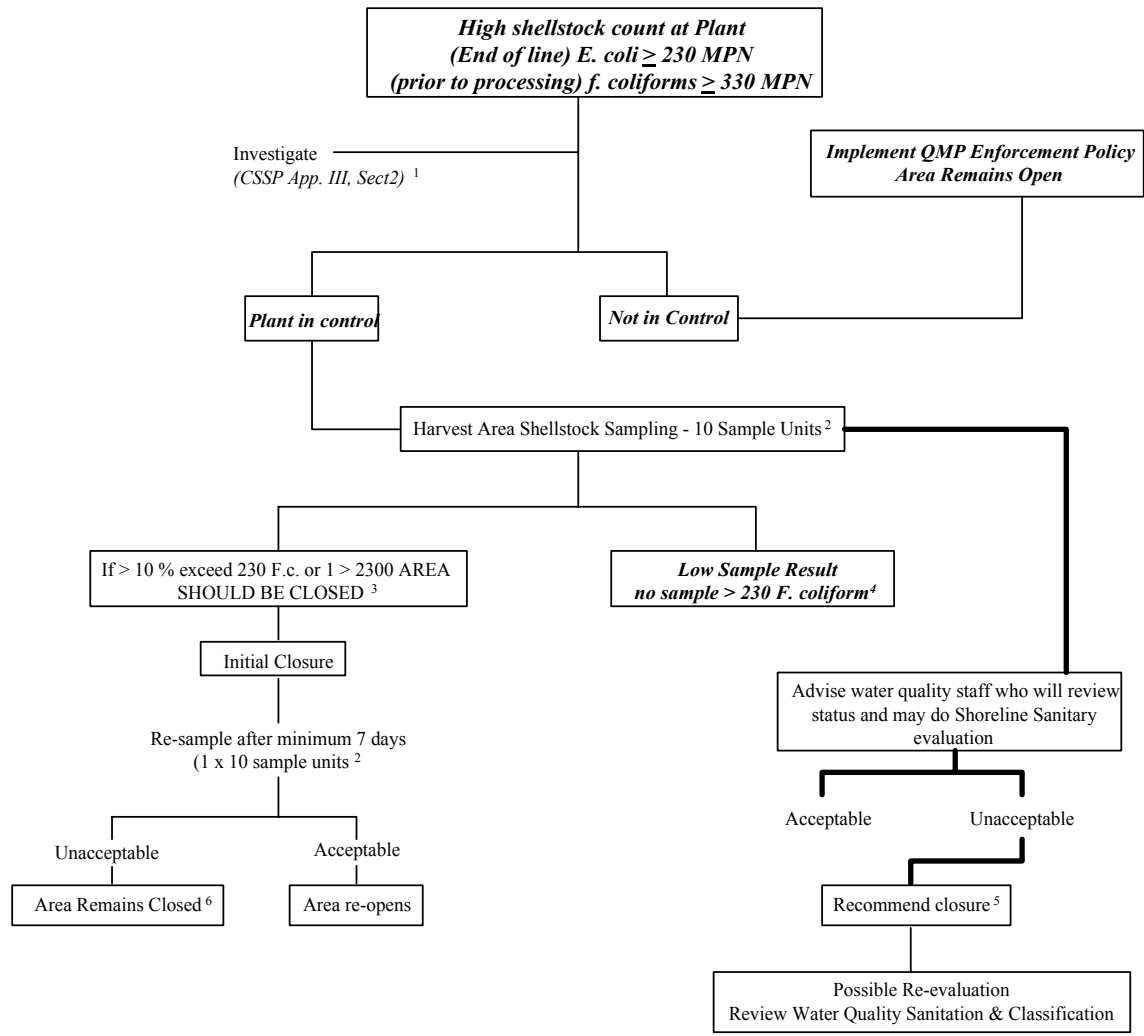 High shellstock count at Plant
(End of line) E. coli ≥ 230 MPN
(prior to processing) f. coliforms ≥ 330 MPN
Investigate
(CSSP App. III, Sect2) 1
Implement QMP Enforcement Policy
Area Remains Open
Plant in control
Not in Control
Harvest Area Shellstock Sampling - 10 Sample Units 2
If > 10 % exceed 230 F.c. or 1 > 2300 AREA
SHOULD BE CLOSED 3
Low Sample Result
no sample > 230 F. coliform4
Initial Closure
Advise water quality staff who will review
status and may do Shoreline Sanitary
evaluation
Re-sample after minimum 7 days
(1 x 10 sample units 2
Acceptable
Unacceptable
Unacceptable
Acceptable
Area Remains Closed 6
Area re-opens
Recommend closure 5
Possible Re-evaluation
Review Water Quality Sanitation & Classification